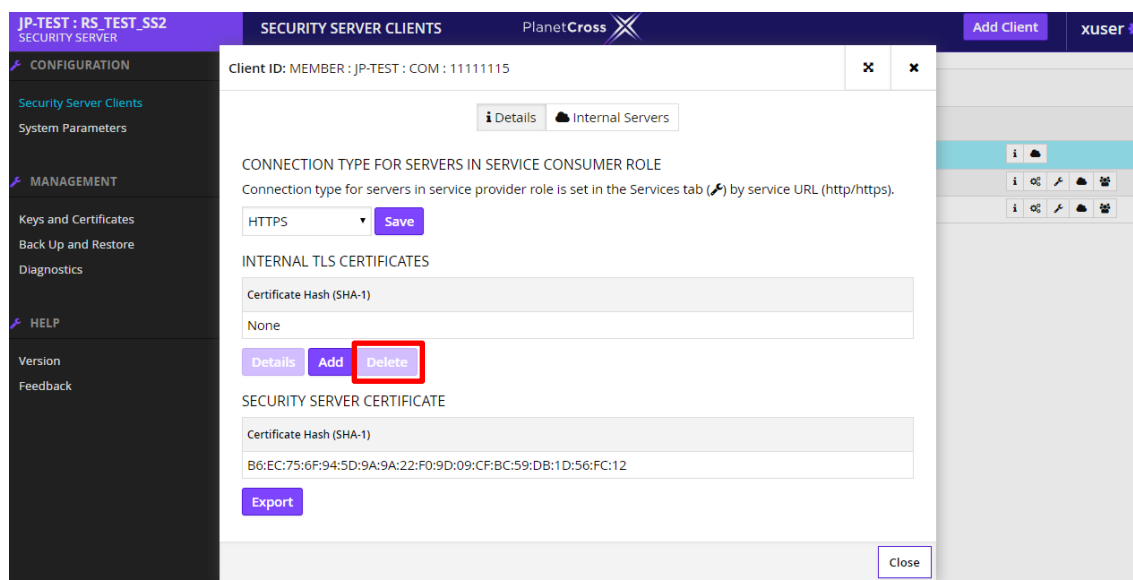 JP-TEST : RS_TEST_SS2
SECURITY SERVER
SECURITY SERVER CLIENTS
PlanetCross
Add Client
xuser
CONFIGURATION
Security Server Clients
System Parameters
MANAGEMENT
Keys and Certificates
Back Up and Restore
Diagnostics
HELP
Version
Feedback
Client ID: MEMBER : JP-TEST : COM : 11111115
Details
Internal Servers
CONNECTION TYPE FOR SERVERS IN SERVICE CONSUMER ROLE
Connection type for servers in service provider role is set in the Services tab () by service URL (http/https).
HTTPS
Save
INTERNAL TLS CERTIFICATES
Certificate Hash (SHA-1)
None
Details
Add
Delete
SECURITY SERVER CERTIFICATE
Certificate Hash (SHA-1)
B6:EC:75:6F:94:5D:9A:9A:22:F0:9D:09:CF:BC:59:DB:1D:56:FC:12
Export
Close